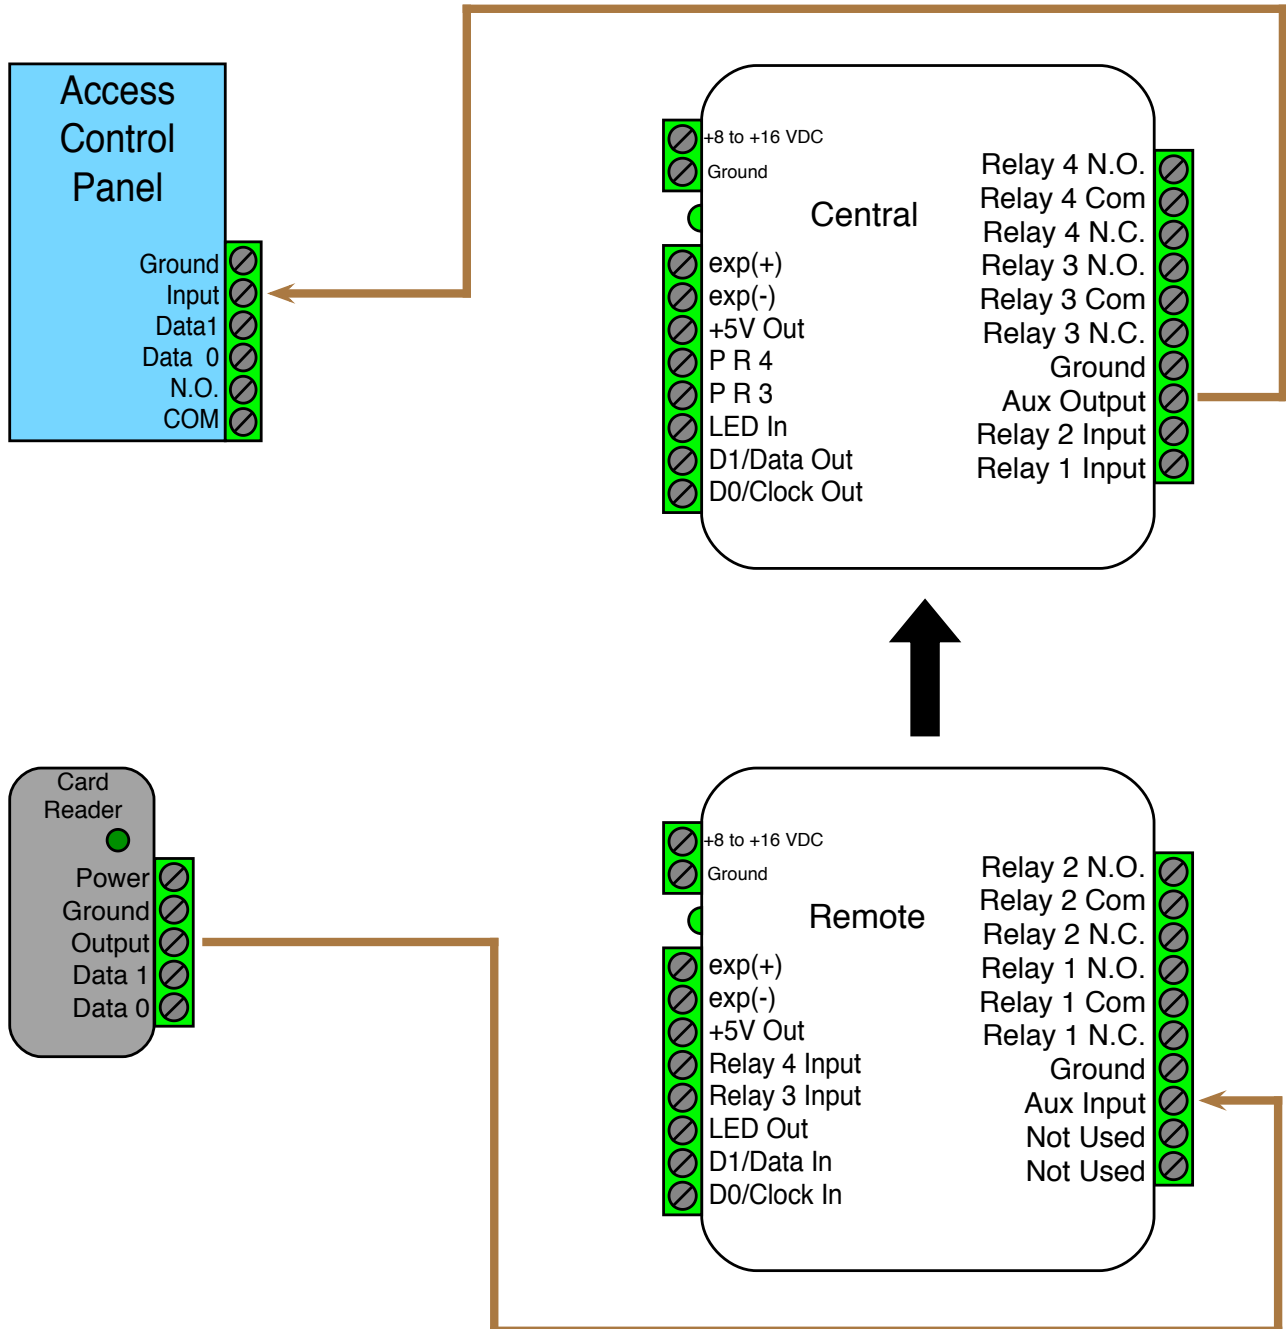 Access
Control
Panel
Ground
Input
Data1
Data 0
N.O.
COM
+8 to +16 VDC
Ground
Central
exp(+)
exp(-)
+5V Out
P R 4
P R 3
LED In
D1/Data Out
D0/Clock Out
Relay 4 N.O.
Relay 4 Com
Relay 4 N.C.
Relay 3 N.O.
Relay 3 Com
Relay 3 N.C.
Ground
Aux Output
Relay 2 Input
Relay 1 Input
Card
Reader
Power
Ground
Output
Data 1
Data 0
+8 to +16 VDC
Ground
Remote
exp(+)
exp(-)
+5V Out
Relay 4 Input
Relay 3 Input
LED Out
D1/Data In
D0/Clock In
Relay 2 N.O.
Relay 2 Com
Relay 2 N.C.
Relay 1 N.O.
Relay 1 Com
Relay 1 N.C.
Ground
Aux Input
Not Used
Not Used